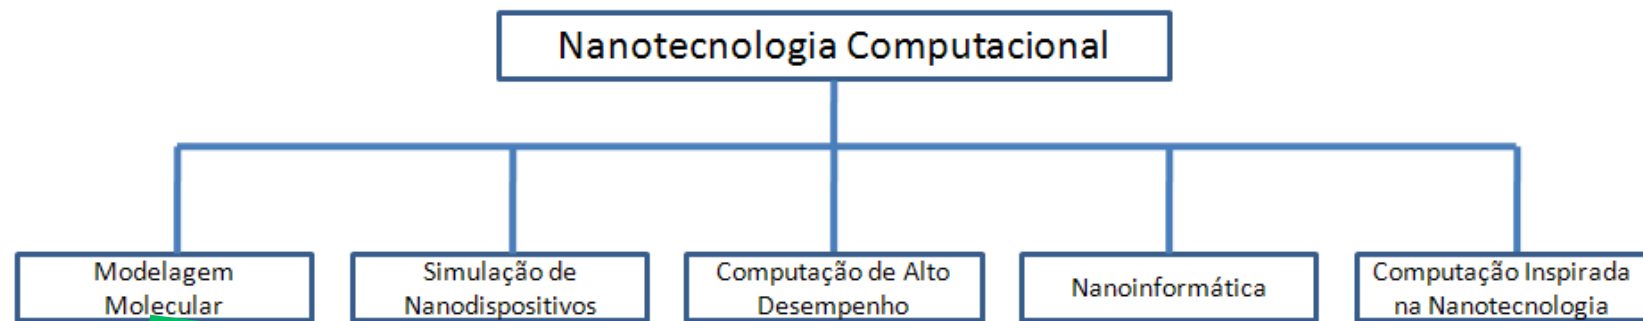 Nanotecnologia Computacional
Modelagem
Molecular
Simulação de
Nanodispositivos
Computação de Alto
Desempenho
Nanoinformática
Computação Inspirada
na Nanotecnologia